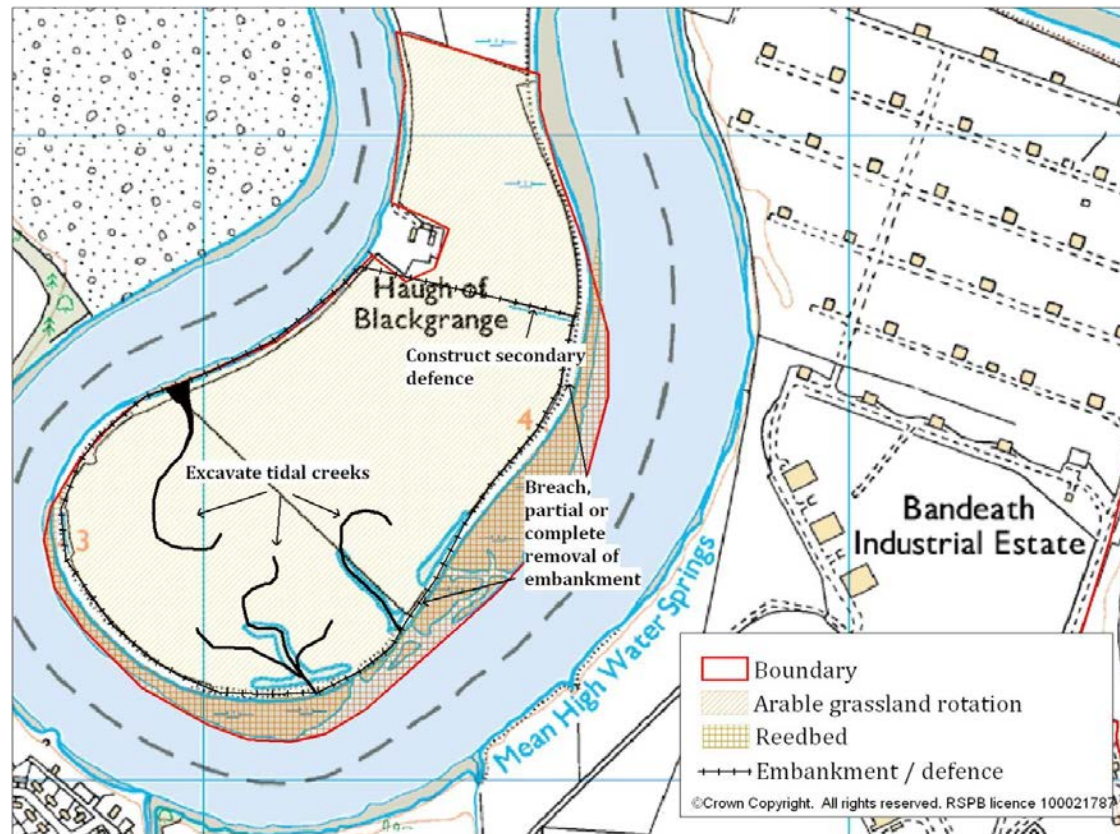 Haugh of
Blackgrange
Construct secondary
defence
4
Excavate tidal creeks
Breach,
partial or
complete
removal of
embankment
3
Bandeath
Industrial Estate
Mean High Water Springs
Boundary
Arable grassland rotation
Reedbed
Embankment / defence
©Crown Copyright. All rights reserved. RSPB licence 100021787